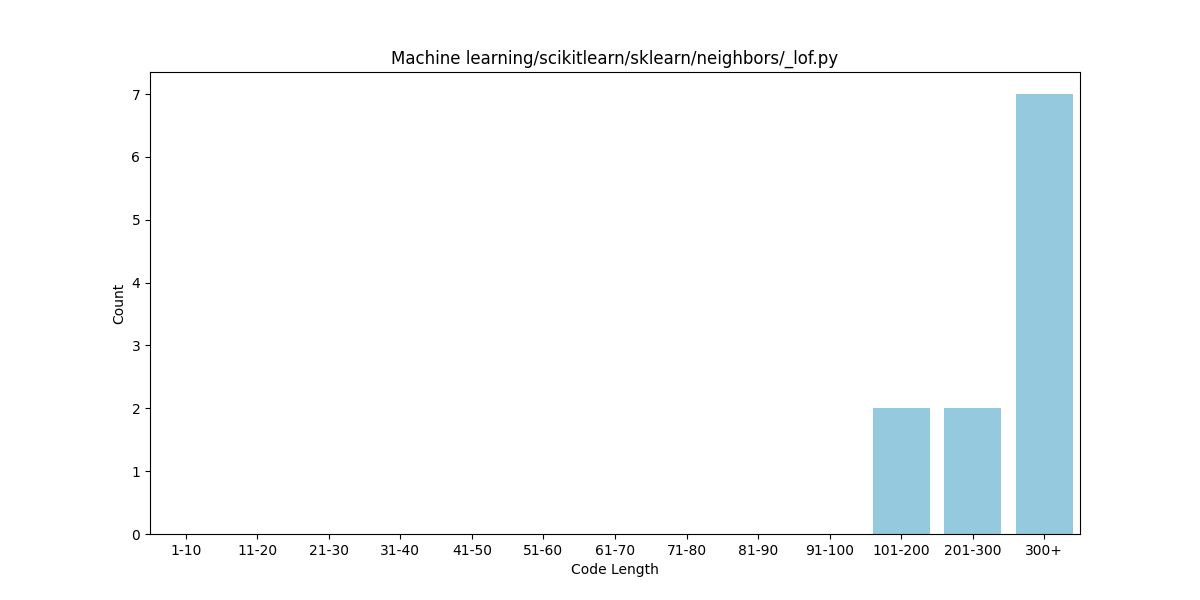 Machine learning/scikitlearn/sklearn/neighbors/_lof.py
Count
7
6
5
4
3
2
1
0
1-10 11-20 21-30 31-40 41-50 51-60 61-70 71-80 81-90 91-100 101-200 201-300 300+
Code Length